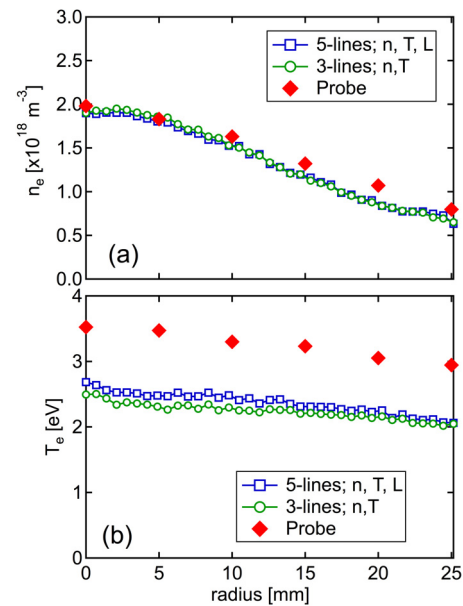 3.0
2.5
2.0
1.5
1.0
0.5
0.0
n_e [x10^18 m^-3]
5-lines; n, T, L
3-lines; n,T
Probe
(a)
4
3
2
1
0
T_e [eV]
5-lines; n, T, L
3-lines; n,T
Probe
(b)
0
5
10
15
20
25
radius [mm]